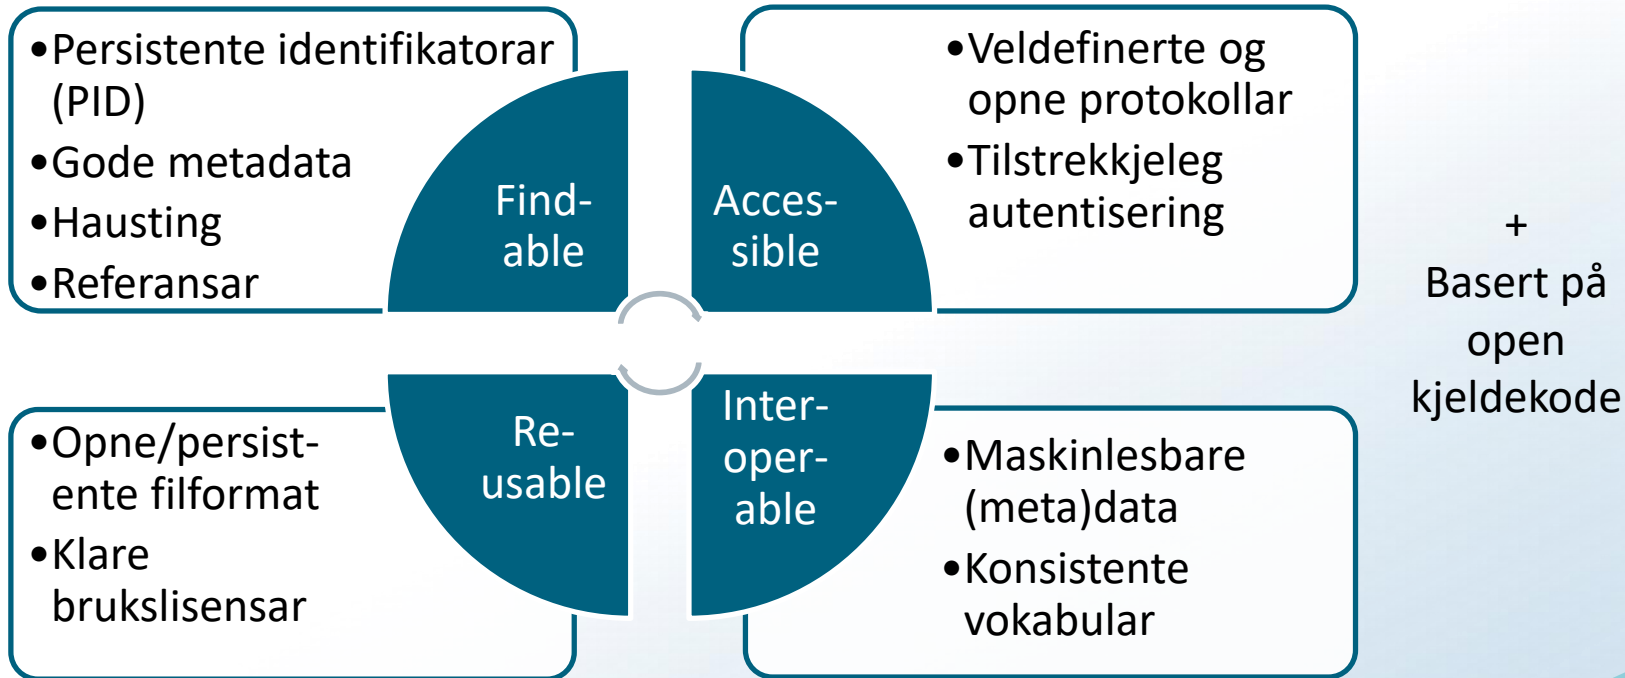 •Persistente identifikatorar
(PID)
•Gode metadata
•Hausting
•Referansar
Find-
able
Acces-
sible
•Veldefinerte og
opne protokollar
•Tilstrekkjeleg
autentisering
+
Basert på
open
kjeldekode
•Opne/persist-
ente filformat
•Klare
brukslisensar
Re-
usable
Inter-
oper-
able
•Maskinlesbare
(meta)data
•Konsistente
vokabular